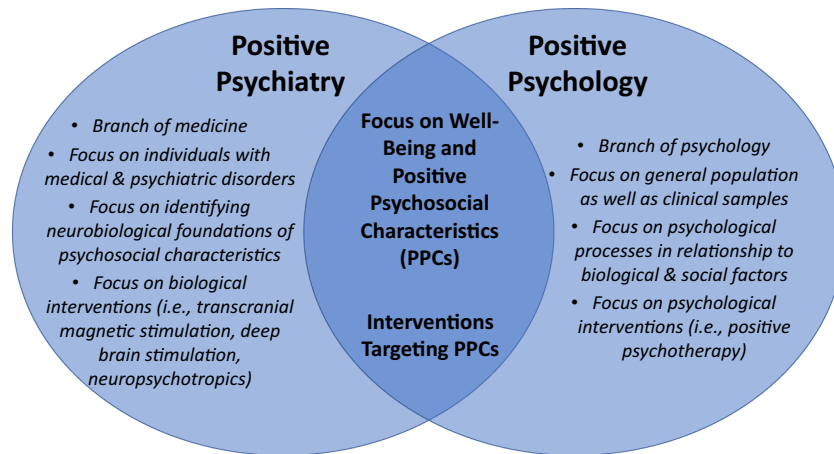 Positive
Psychiatry
• Branch of medicine
• Focus on individuals with
medical & psychiatric disorders
• Focus on identifying
neurobiological foundations of
psychosocial characteristics
• Focus on biological
interventions (i.e., transcranial
magnetic stimulation, deep
brain stimulation,
neuropsychotropics)
Focus on Well-
Being and
Positive
Psychosocial
Characteristics
(PPCs)
Interventions
Targeting PPCs
Positive
Psychology
• Branch of psychology
• Focus on general population
as well as clinical samples
• Focus on psychological
processes in relationship to
biological & social factors
• Focus on psychological
interventions (i.e., positive
psychotherapy)